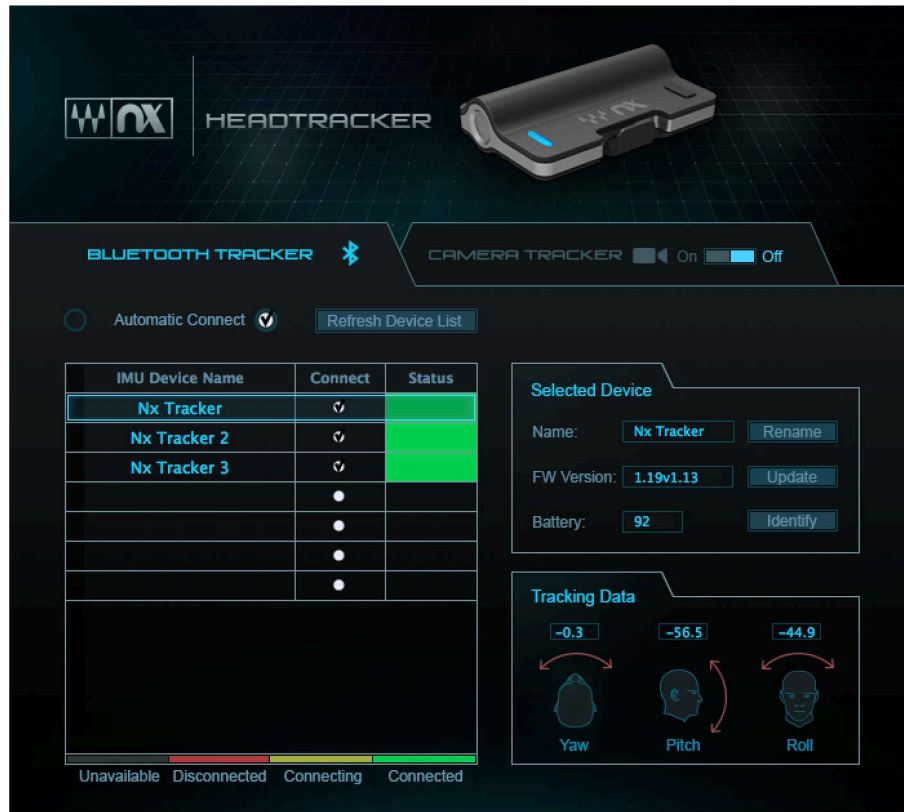 nx HEADTRACKER
nx
BLUETOOTH TRACKER
CAMERA TRACKER On Off
Automatic Connect
Refresh Device List
IMU Device Name Connect Status
Nx Tracker
Nx Tracker 2
Nx Tracker 3
Unavailable Disconnected Connecting Connected
Selected Device
Name: Nx Tracker Rename
FW Version: 1.19v1.13 Update
Battery: 92 Identify
Tracking Data
-0.3 -56.5 -44.9
Yaw Pitch Roll